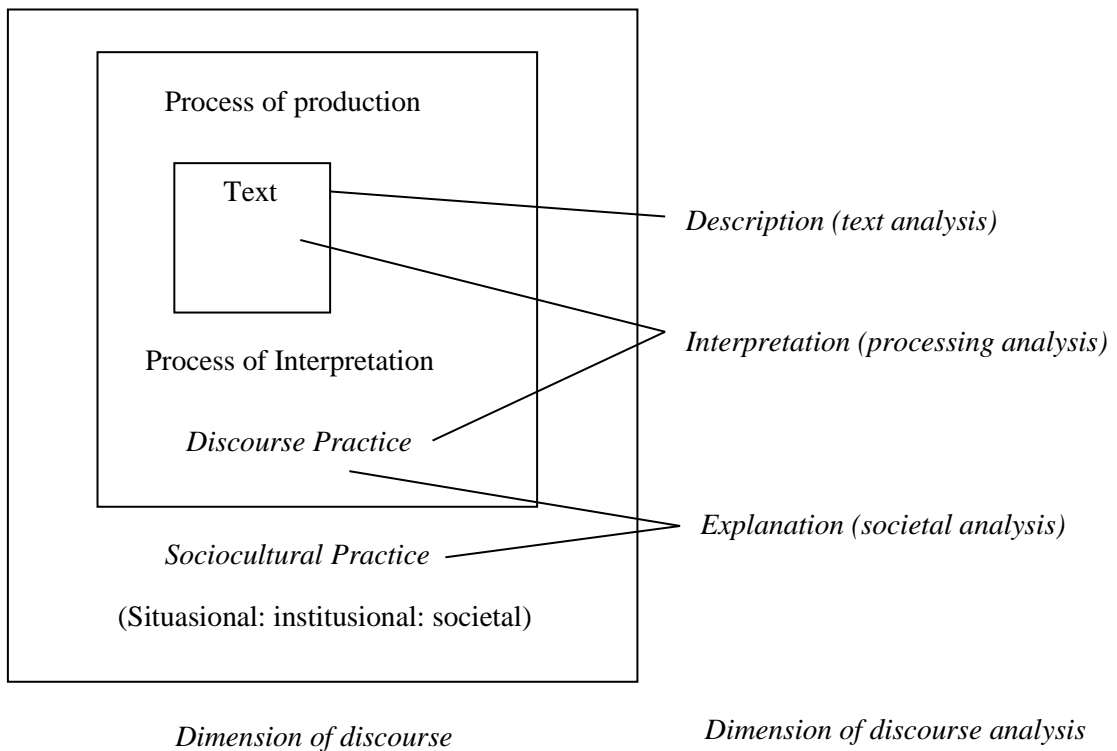 Process of production
Text
Description (text analysis)
Interpretation (processing analysis)
Process of Interpretation
Discourse Practice
Explanation (societal analysis)
Sociocultural Practice
(Situasional: institusional: societal)
Dimension of discourse
Dimension of discourse analysis